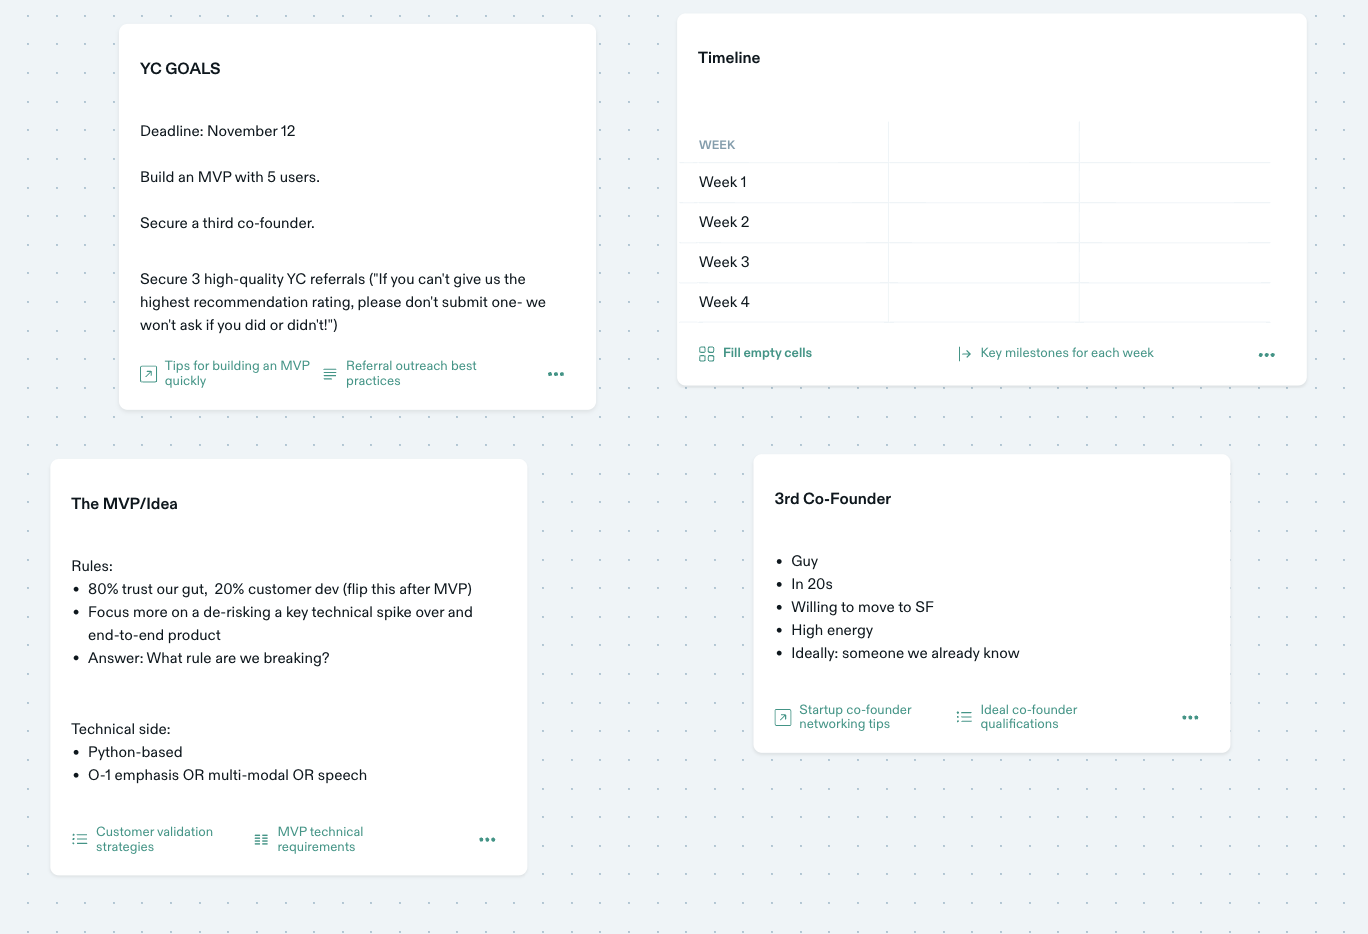 YC GOALS
Deadline: November 12
Build an MVP with 5 users.
Secure a third co-founder.
Secure 3 high-quality YC referrals ("If you can't give us the
highest recommendation rating, please don't submit one- we
won't ask if you did or didn't!")
Tips for building an MVP
quickly
Referral outreach best
practices
Timeline
WEEK
Week 1
Week 2
Week 3
Week 4
Fill empty cells
Key milestones for each week
The MVP/Idea
Rules:
• 80% trust our gut,  20% customer dev (flip this after MVP)
• Focus more on a de-risking a key technical spike over and
end-to-end product
• Answer: What rule are we breaking?
Technical side:
• Python-based
• O-1 emphasis OR multi-modal OR speech
Customer validation
strategies
MVP technical
requirements
3rd Co-Founder
• Guy
• In 20s
• Willing to move to SF
• High energy
• Ideally: someone we already know
Startup co-founder
networking tips
Ideal co-founder
qualifications